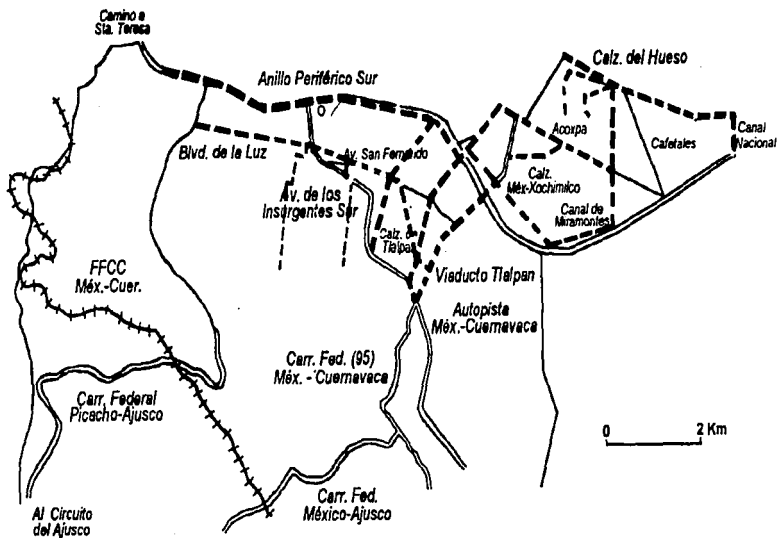 Camino a
Sta. Teresa
Anillo Periférico Sur
Calz. del Hueso
Acoxpa
Cafetales
Canal
Nacional
Blvd. de la Luz
Av. San Fernando
Av. de los
Insurgentes Sur
Calz.
Méx-Xochimilco
Canal de
Miramontes
Calz. de
Tlalpan
FFCC
Méx.-Cuer.
Viaducto Tlalpan
Autopista
Méx.-Cuernavaca
Carr. Fed. (95)
Méx. - Cuernavaca
Carr. Federal
Picacho-Ajusco
0 2 Km
Carr. Fed.
México-Ajusco
Al Circuito
del Ajusco